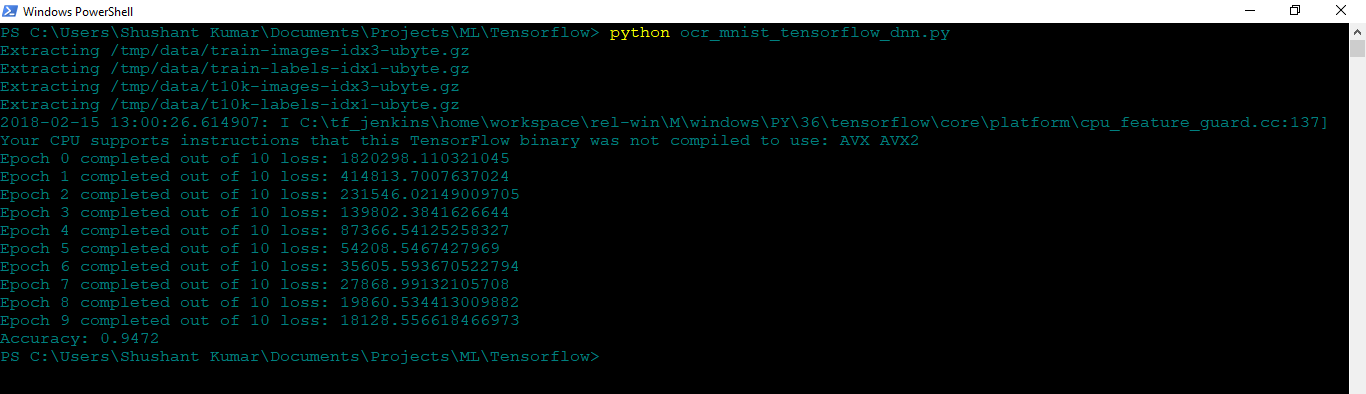 Windows PowerShell
PS C:\Users\Shushant Kumar\Documents\Projects\ML\Tensorflow> python ocr_mnist_tensorflow_dnn.py
Extracting /tmp/data/train-images-idx3-ubyte.gz
Extracting /tmp/data/train-labels-idx1-ubyte.gz
Extracting /tmp/data/t10k-images-idx3-ubyte.gz
Extracting /tmp/data/t10k-labels-idx1-ubyte.gz
2018-02-15 13:00:26.614907: I C:\tf_jenkins\home\workspace\rel-win\M\windows\PY\36\tensorflow\core\platform\cpu_feature_guard.cc:137]
Your CPU supports instructions that this TensorFlow binary was not compiled to use: AVX AVX2
Epoch 0 completed out of 10 loss: 1820298.110321045
Epoch 1 completed out of 10 loss: 414813.7007637024
Epoch 2 completed out of 10 loss: 231546.02149009705
Epoch 3 completed out of 10 loss: 139802.3841626644
Epoch 4 completed out of 10 loss: 87366.54125258327
Epoch 5 completed out of 10 loss: 54208.5467427969
Epoch 6 completed out of 10 loss: 35605.593670522794
Epoch 7 completed out of 10 loss: 27868.99132105708
Epoch 8 completed out of 10 loss: 19860.534413009882
Epoch 9 completed out of 10 loss: 18128.556618466973
Accuracy: 0.9472
PS C:\Users\Shushant Kumar\Documents\Projects\ML\Tensorflow>